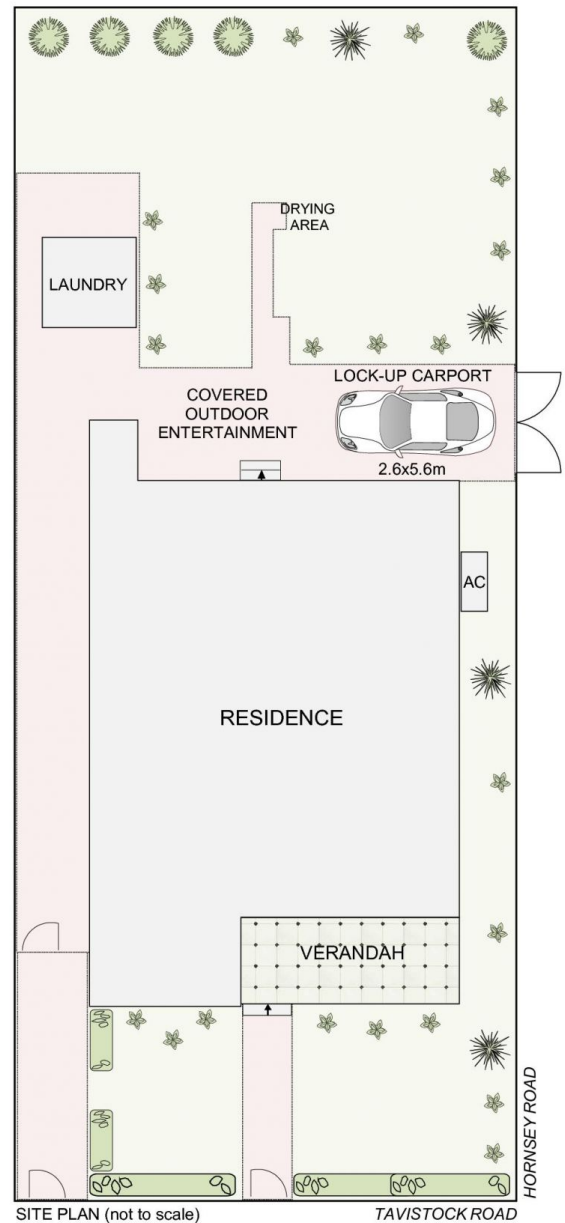 DRYING
AREA
LAUNDRY
LOCK-UP CARPORT
COVERED
OUTDOOR
ENTERTAINMENT
2.6x5.6m
AC
RESIDENCE
VERANDAH
HORNSEY ROAD
SITE PLAN (not to scale)
TAVISTOCK ROAD